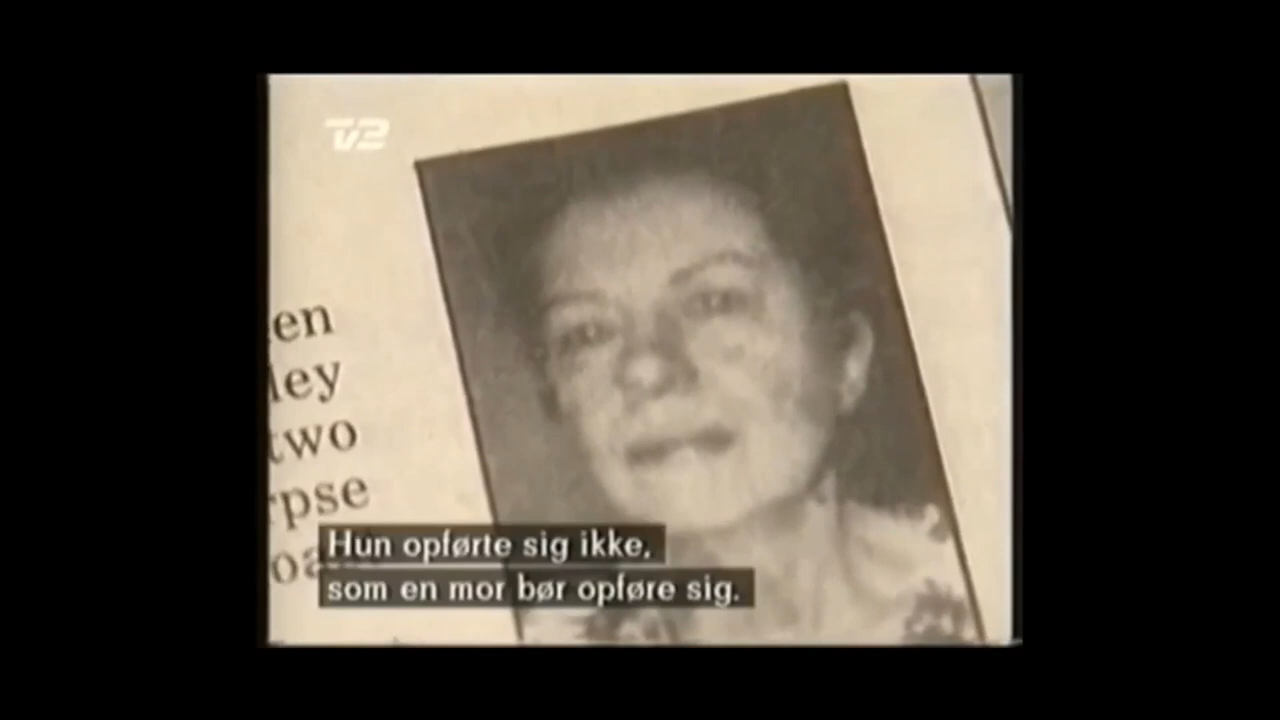 TV2
en
ley
two
rpse
Hun opførte sig ikke,
som en mor bør opføre sig.